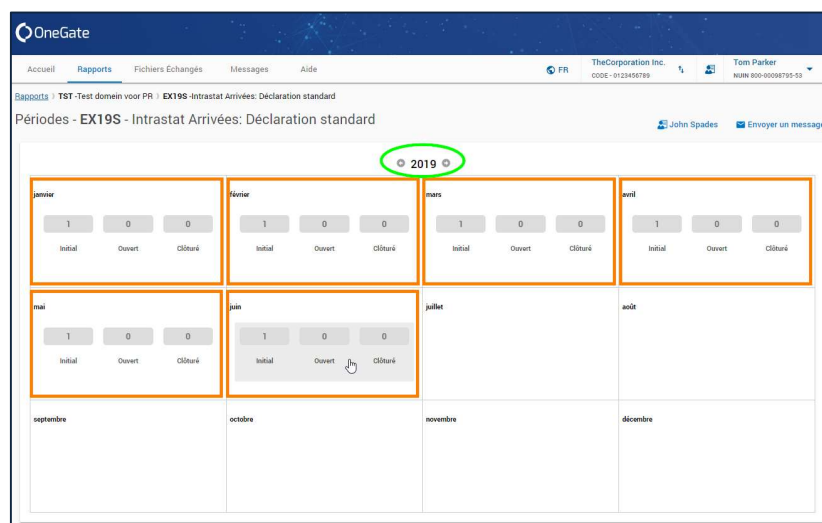 OneGate
Accueil Rapports Fichiers Échangés Messages Aide FR TheCorporation Inc. Tom Parker
CODE - 0123456789 NUIN 800-00098795-53
Rapports > TST -Test domein voor PR > EX19S -Intrastat Arrivées: Déclaration standard
Périodes - EX19S - Intrastat Arrivées: Déclaration standard
John Spades Envoyer un message
2019
janvier février mars avril
1 0 0 1 0 0 1 0 0 1 0 0
Initial Ouvert Clôturé Initial Ouvert Clôturé Initial Ouvert Clôturé Initial Ouvert Clôturé
mai juin juillet août
1 0 0 1 0 0
Initial Ouvert Clôturé Initial Ouvert Clôturé
septembre octobre novembre décembre